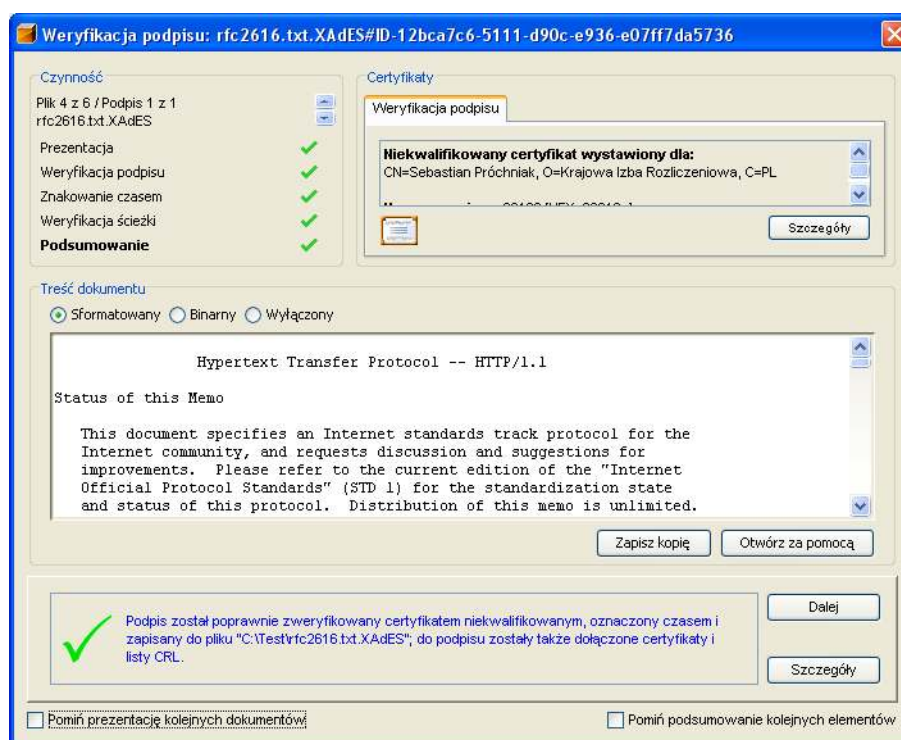 Weryfikacja podpisu: rfc2616.txt.XAdES#ID-12bca7c6-5111-d90c-e936-e07ff7da5736
Czynność
Plik 4 z 6 / Podpis 1 z 1
rfc2616.txt.XAdES
Prezentacja
Weryfikacja podpisu
Znakowanie czasem
Weryfikacja ścieżki
Podsumowanie
Certyfikaty
Weryfikacja podpisu
Niekwalifikowany certyfikat wystawiony dla:
CN=Sebastian Próchniak, O=Krajowa Izba Rozliczeniowa, C=PL
Szczegóły
Treść dokumentu
Sformatowany Binarny Wyłączony
Hypertext Transfer Protocol -- HTTP/1.1
Status of this Memo
This document specifies an Internet standards track protocol for the
Internet community, and requests discussion and suggestions for
improvements. Please refer to the current edition of the "Internet
Official Protocol Standards" (STD 1) for the standardization state
and status of this protocol. Distribution of this memo is unlimited.
Zapisz kopię Otwórz za pomocą
Podpis został poprawnie zweryfikowany certyfikatem niekwalifikowanym, oznaczony czasem i
zapisany do pliku "C:\Test\rfc2616.txt.XAdES"; do podpisu zostały także dołączone certyfikaty i
listy CRL.
Dalej
Szczegóły
Pomiń prezentację kolejnych dokumentów Pomiń podsumowanie kolejnych elementów